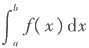 ∫_a^b f(x)dx